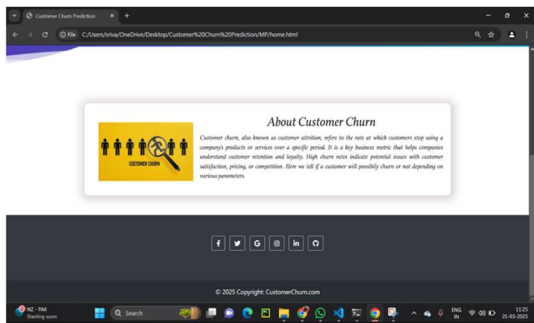 Customer Churn Prediction
File C:/Users/sriva/OneDrive/Desktop/Customer%20Churn%20Prediction/MP/home.html
About Customer Churn
Customer churn, also known as customer attrition, refers to the rate at which customers stop using a
company's products or services over a specific period. It is a key business metric that helps companies
understand customer retention and loyalty. High churn rates indicate potential issues with customer
satisfaction, pricing, or competition. Here we tell if a customer will possibily churn or not depending on
various parameters.
CUSTOMER CHURN
© 2025 Copyright: CustomerChurn.com
NZ - PAK
Starting soon
Search
ENG
IN
11:25
21-03-2025